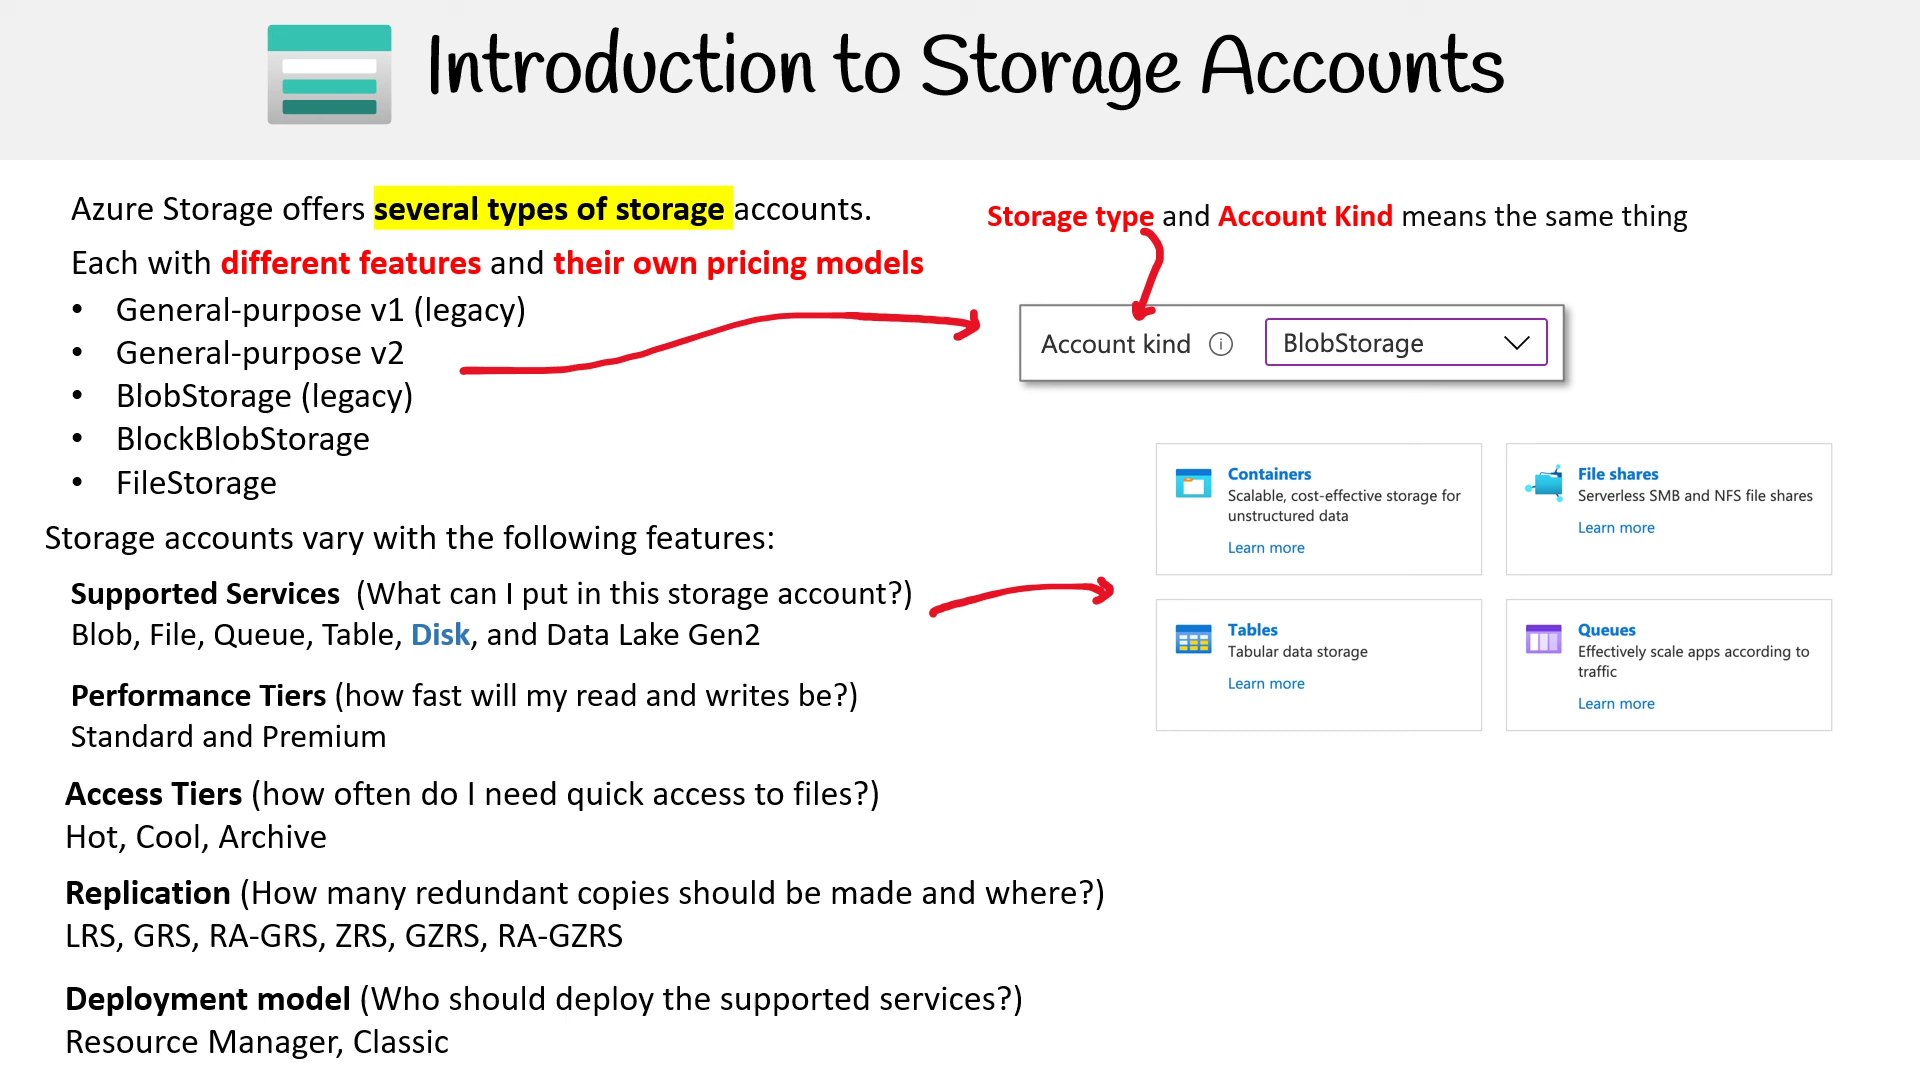 Introduction to Storage Accounts
Azure Storage offers several types of storage accounts.
Each with different features and their own pricing models
• General-purpose v1 (legacy)
• General-purpose v2
• BlobStorage (legacy)
• BlockBlobStorage
• FileStorage
Storage accounts vary with the following features:
Supported Services (What can I put in this storage account?)
Blob, File, Queue, Table, Disk, and Data Lake Gen2
Performance Tiers (how fast will my read and writes be?)
Standard and Premium
Access Tiers (how often do I need quick access to files?)
Hot, Cool, Archive
Replication (How many redundant copies should be made and where?)
LRS, GRS, RA-GRS, ZRS, GZRS, RA-GZRS
Deployment model (Who should deploy the supported services?)
Resource Manager, Classic
Storage type and Account Kind means the same thing
Account kind BlobStorage
Containers
Scalable, cost-effective storage for
unstructured data
Learn more
File shares
Serverless SMB and NFS file shares
Learn more
Tables
Tabular data storage
Learn more
Queues
Effectively scale apps according to
traffic
Learn more